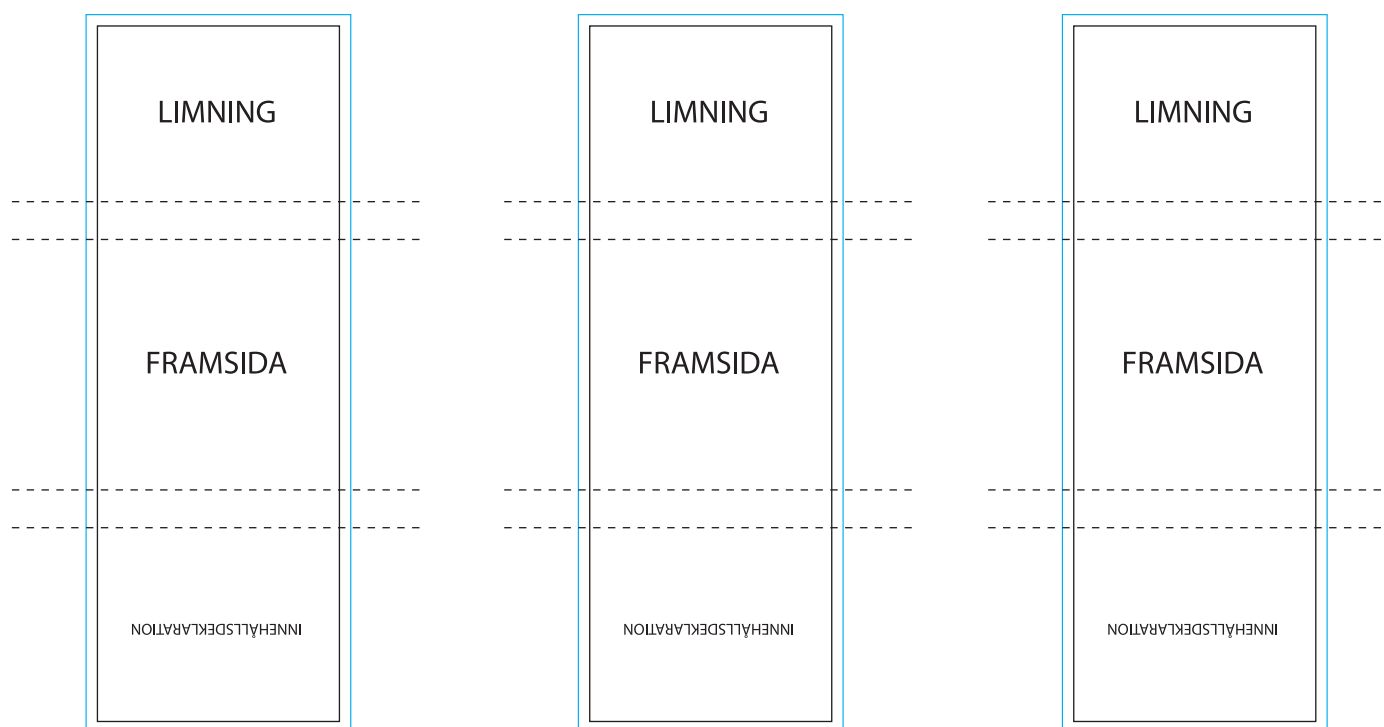 LIMNING LIMNING LIMNING
FRAMSIDA FRAMSIDA FRAMSIDA
INNEHÅLLSDEKLARATION INNEHÅLLSDEKLARATION INNEHÅLLSDEKLARATION